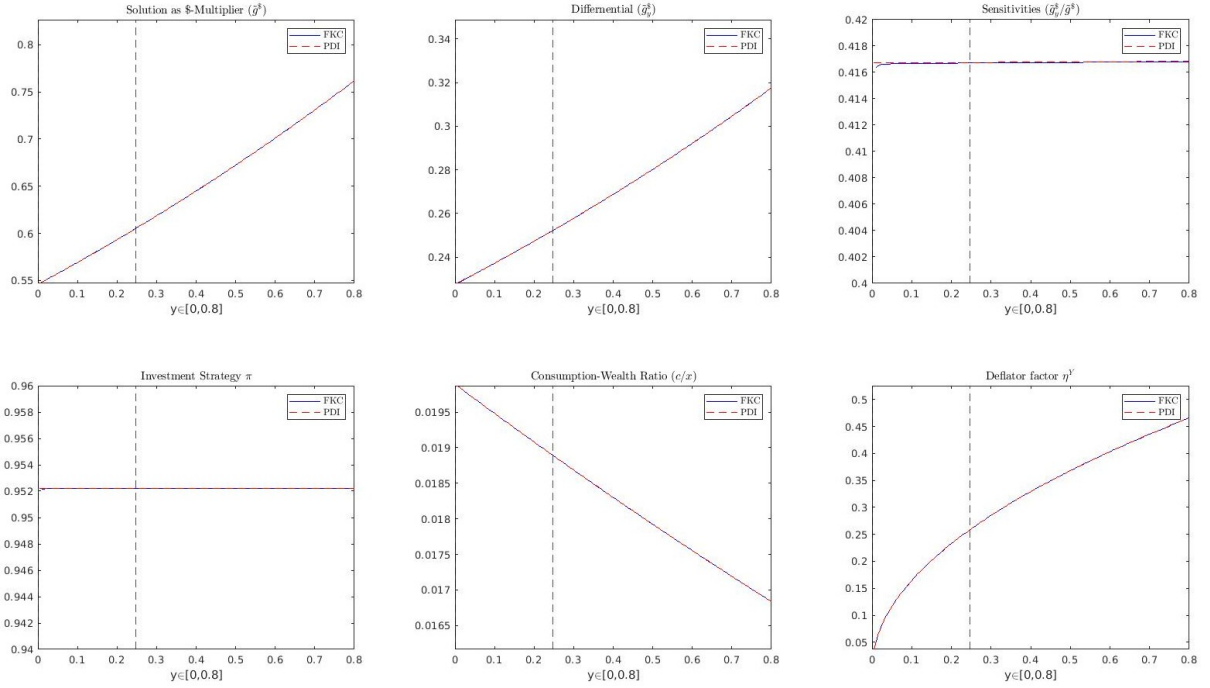 Solution as $-Multiplier (g̃^$)
FKC
PDI
0.8
0.75
0.7
0.65
0.6
0.55
0 0.1 0.2 0.3 0.4 0.5 0.6 0.7 0.8
y∈[0,0.8]
Differnential (g̃_y^$)
FKC
PDI
0.34
0.32
0.3
0.28
0.26
0.24
0 0.1 0.2 0.3 0.4 0.5 0.6 0.7 0.8
y∈[0,0.8]
Sensitivities (g̃_y^$/g̃^$)
FKC
PDI
0.42
0.418
0.416
0.414
0.412
0.41
0.408
0.406
0.404
0.402
0.4
0 0.1 0.2 0.3 0.4 0.5 0.6 0.7 0.8
y∈[0,0.8]
Investment Strategy π
FKC
PDI
0.96
0.958
0.956
0.954
0.952
0.95
0.948
0.946
0.944
0.942
0.94
0 0.1 0.2 0.3 0.4 0.5 0.6 0.7 0.8
y∈[0,0.8]
Consumption-Wealth Ratio (c/x)
FKC
PDI
0.0195
0.019
0.0185
0.018
0.0175
0.017
0.0165
0 0.1 0.2 0.3 0.4 0.5 0.6 0.7 0.8
y∈[0,0.8]
Deflator factor η^Y
FKC
PDI
0.5
0.45
0.4
0.35
0.3
0.25
0.2
0.15
0.1
0.05
0 0.1 0.2 0.3 0.4 0.5 0.6 0.7 0.8
y∈[0,0.8]